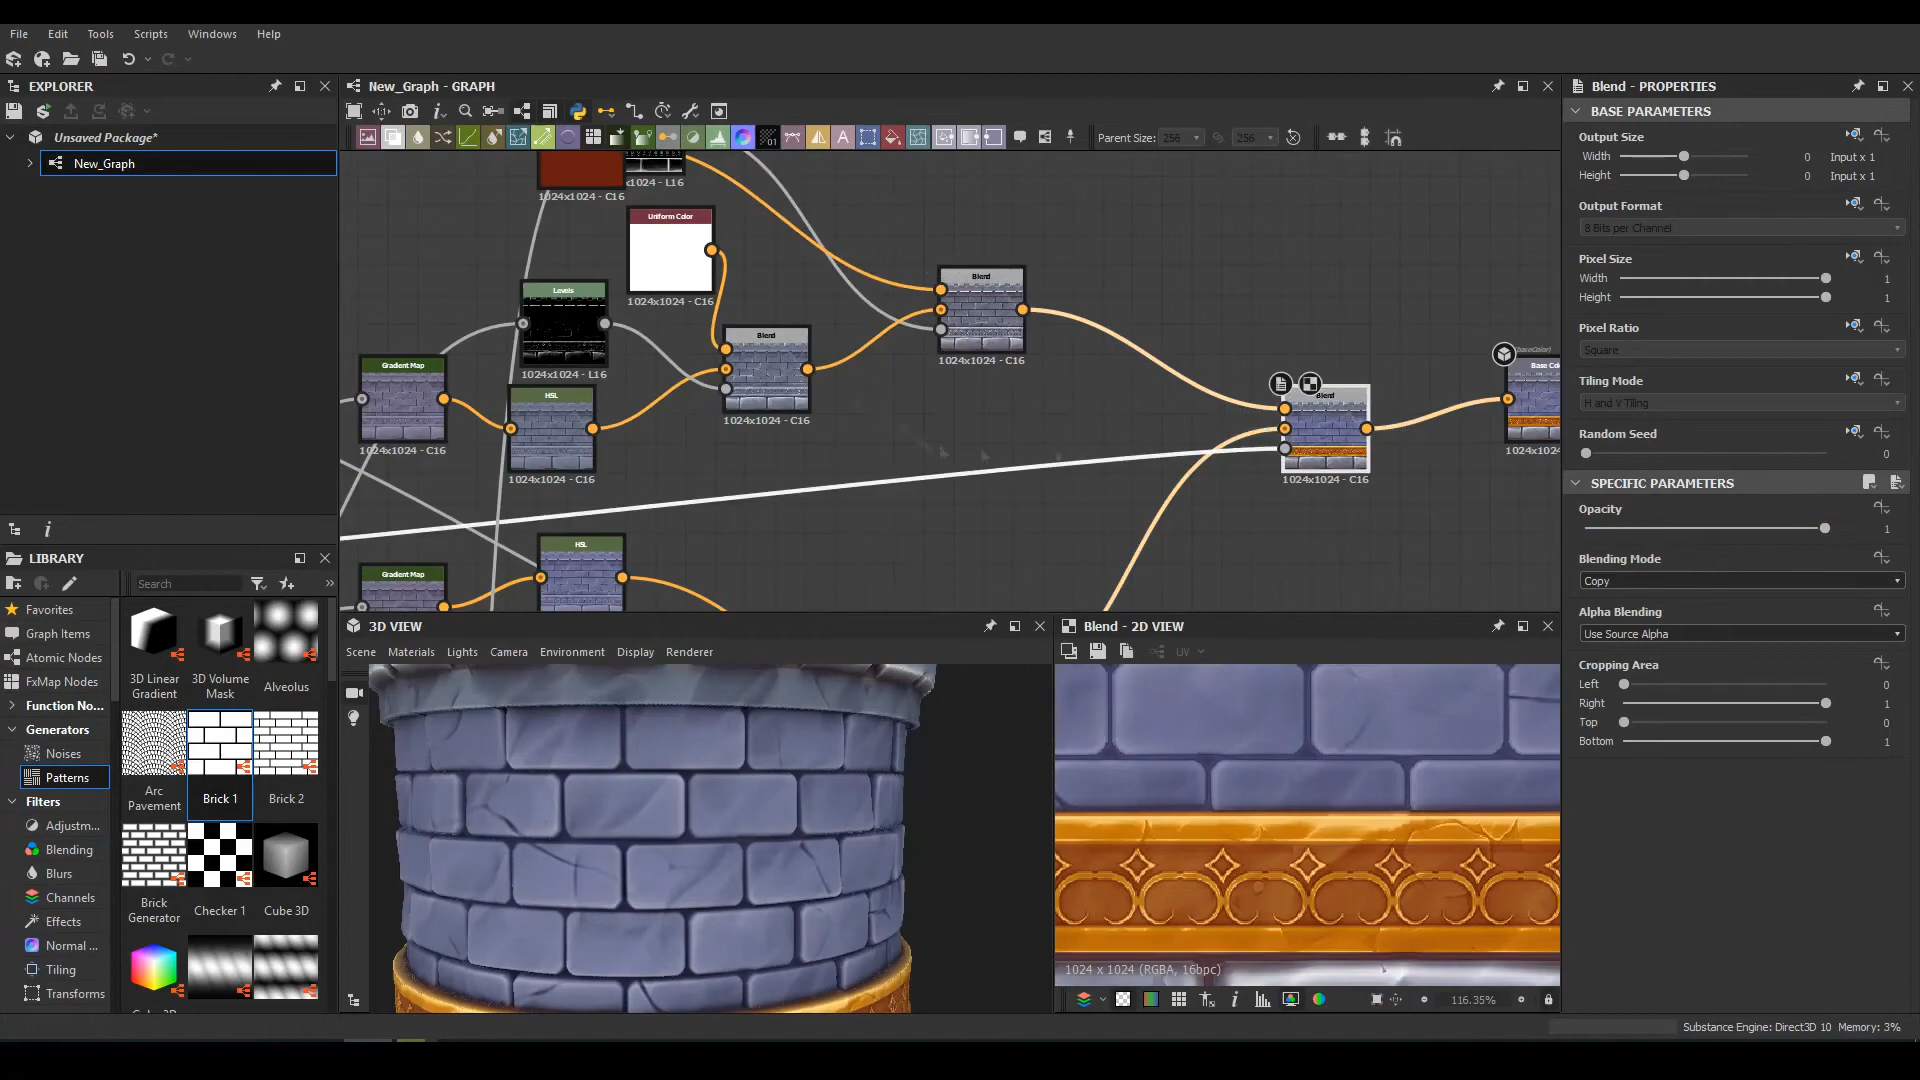 File Edit Tools Scripts Windows Help
EXPLORER
Unsaved Package*
New_Graph
New_Graph - GRAPH
Parent Size: 256 256
1024x1024 - C16
x1024 - L16
Uniform Color
1024x1024 - C16
Levels
1024x1024 - L16
Gradient Map
1024x1024 - C16
HSL
1024x1024 - C16
Blend
1024x1024 - C16
Blend
1024x1024 - C16
Blend
1024x1024 - C16
Base Co
1024x10
HSL
Gradient Map
LIBRARY
Search
Favorites
Graph Items
Atomic Nodes
FxMap Nodes
Function No...
Generators
Noises
Patterns
Filters
Adjustm...
Blending
Blurs
Channels
Effects
Normal ...
Tiling
Transforms
3D Linear Gradient
3D Volume Mask
Alveolus
Arc Pavement
Brick 1
Brick 2
Brick Generator
Checker 1
Cube 3D
3D VIEW
Scene Materials Lights Camera Environment Display Renderer
Blend - 2D VIEW
UV
1024 x 1024 (RGBA, 16bpc)
116.35%
Blend - PROPERTIES
BASE PARAMETERS
Output Size
Width 0 Input x 1
Height 0 Input x 1
Output Format
8 Bits per Channel
Pixel Size
Width 1
Height 1
Pixel Ratio
Square
Tiling Mode
H and V Tiling
Random Seed
0
SPECIFIC PARAMETERS
Opacity
1
Blending Mode
Copy
Alpha Blending
Use Source Alpha
Cropping Area
Left 0
Right 1
Top 0
Bottom 1
Substance Engine: Direct3D 10 Memory: 3%